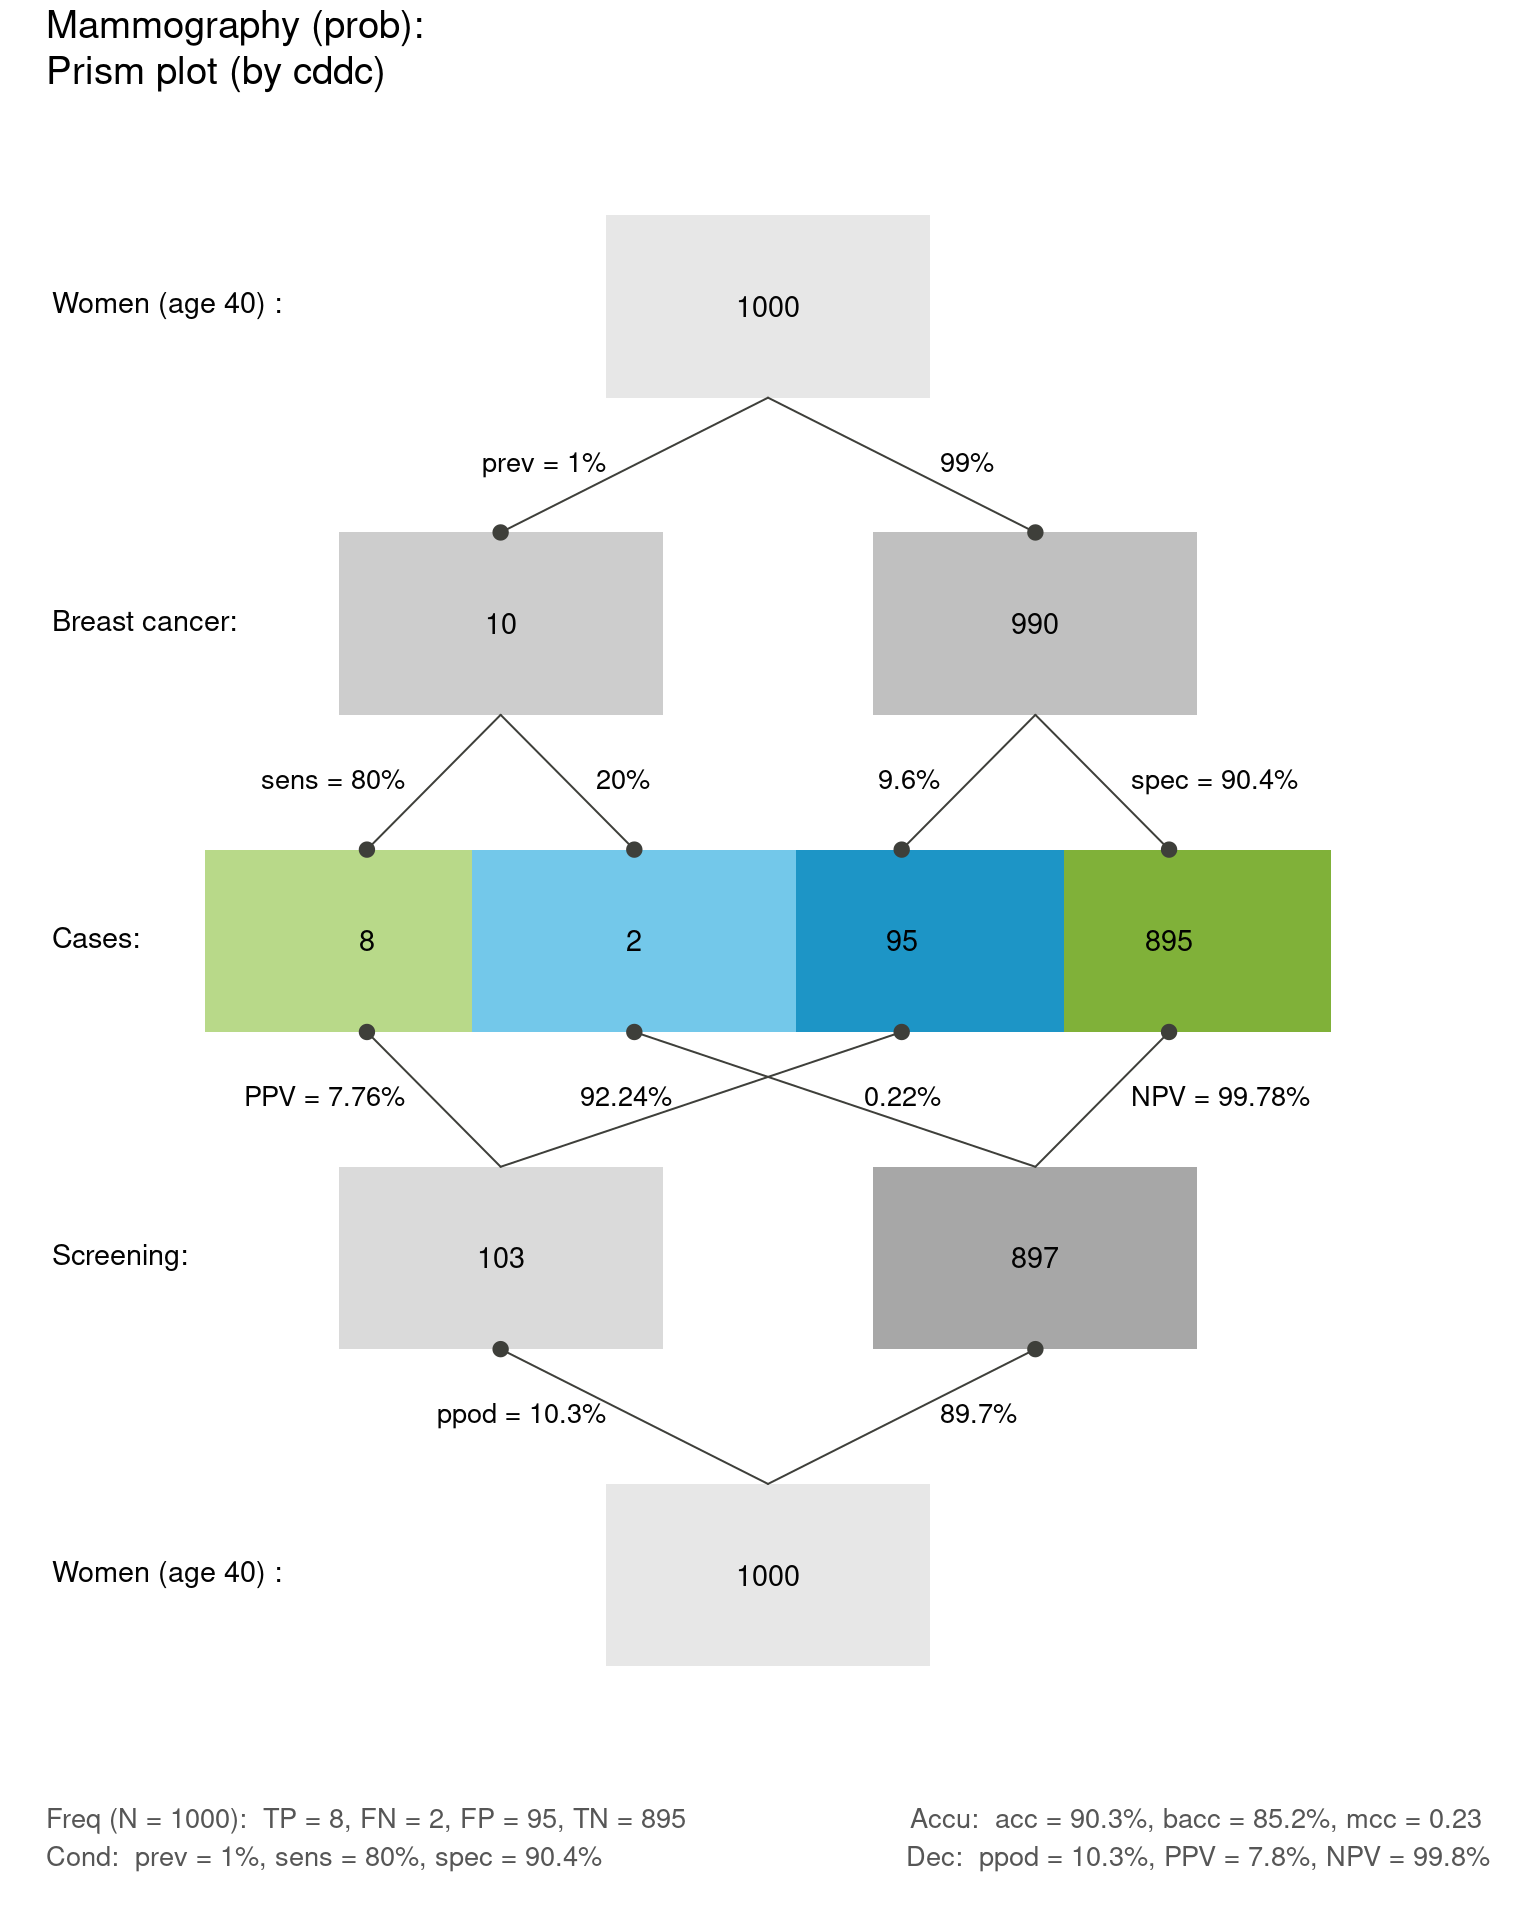 Mammography (prob):
Prism plot (by cddc)
Women (age 40) :
1000
prev = 1%
99%
Breast cancer:
10
990
sens = 80%
20%
9.6%
spec = 90.4%
Cases:
8
2
95
895
PPV = 7.76%
92.24%
0.22%
NPV = 99.78%
Screening:
103
897
ppod = 10.3%
89.7%
Women (age 40) :
1000
Freq (N = 1000):  TP = 8, FN = 2, FP = 95, TN = 895
Accu:  acc = 90.3%, bacc = 85.2%, mcc = 0.23
Cond:  prev = 1%, sens = 80%, spec = 90.4%
Dec:  ppod = 10.3%, PPV = 7.8%, NPV = 99.8%